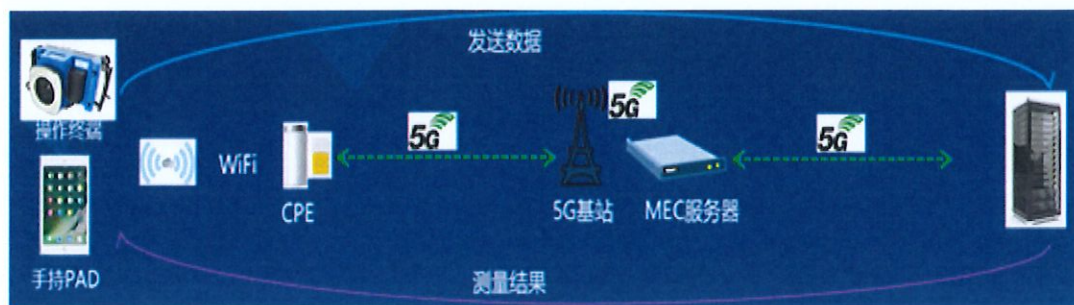 发送数据
5G
操作终端
5G
5G
WiFi
CPE
5G基站
MEC服务器
手持PAD
测量结果